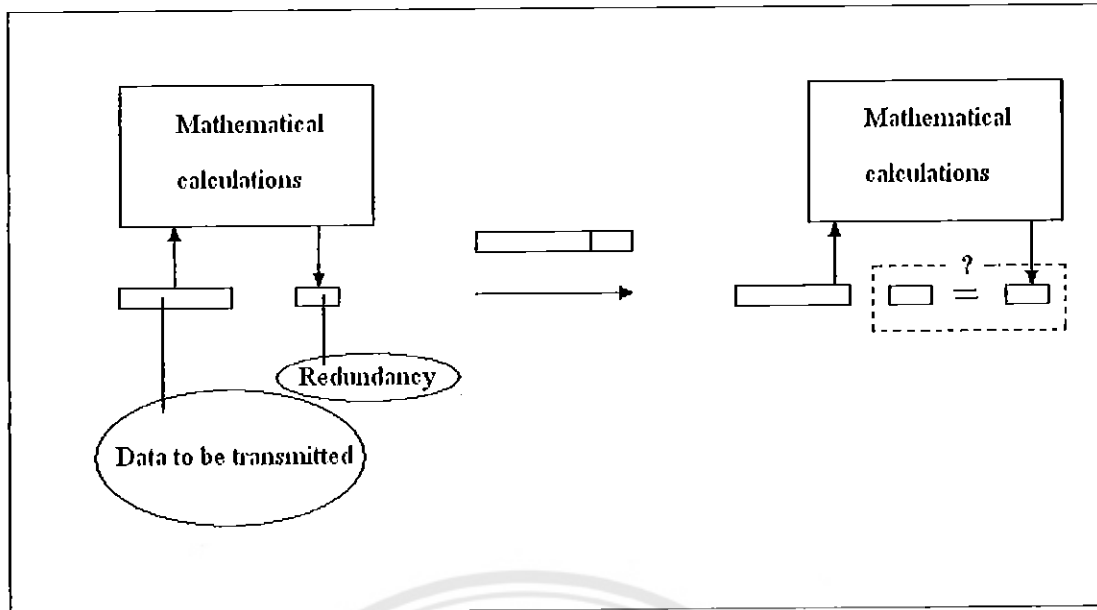 Mathematical
calculations
Redundancy
Data to be transmitted
Mathematical
calculations
?
=